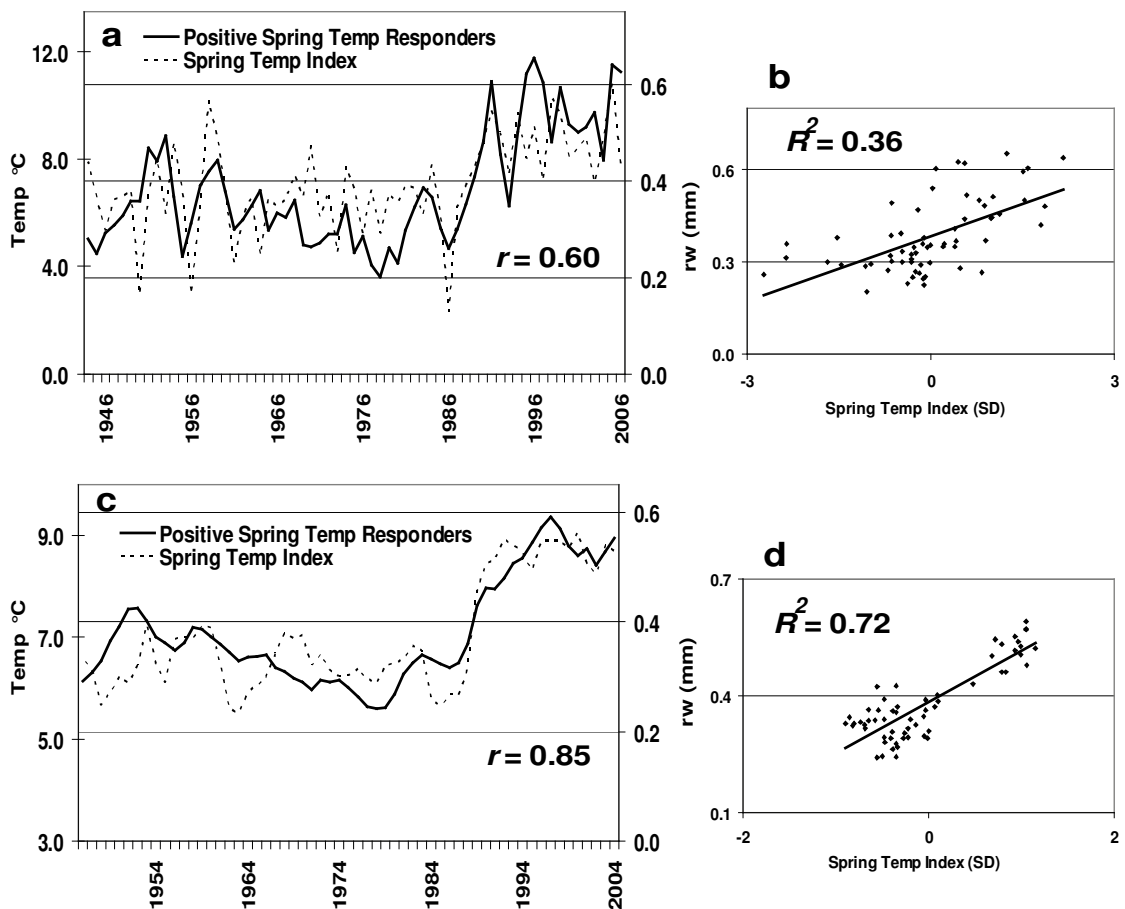 a
Positive Spring Temp Responders
Spring Temp Index
12.0
8.0
4.0
0.0
Temp °C
0.6
0.4
0.2
0.0
r = 0.60
1946
1956
1966
1976
1986
1996
2006
b
R² = 0.36
0.6
0.3
0.0
rw (mm)
-3
0
3
Spring Temp Index (SD)
c
Positive Spring Temp Responders
Spring Temp Index
9.0
7.0
5.0
3.0
Temp °C
0.6
0.4
0.2
0.0
r = 0.85
1954
1964
1974
1984
1994
2004
d
R² = 0.72
0.7
0.4
0.1
rw (mm)
-2
0
2
Spring Temp Index (SD)